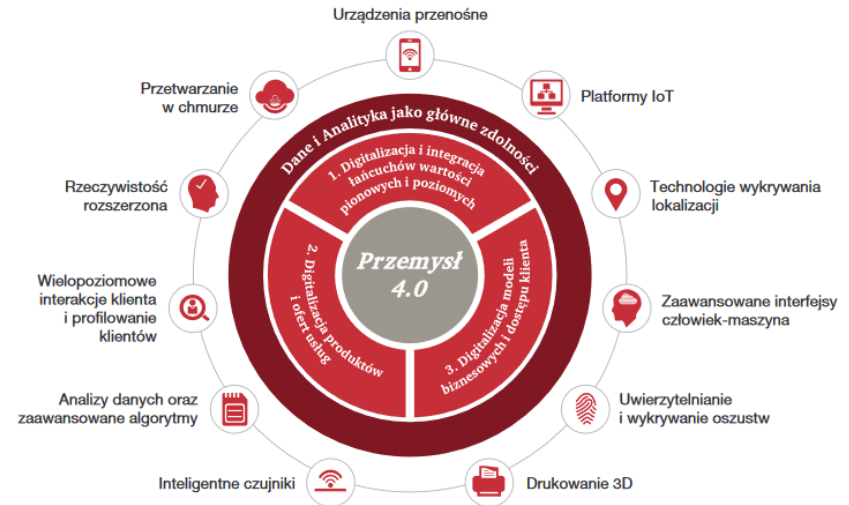 Urządzenia przenośne
Przetwarzanie
w chmurze
Platformy IoT
Dane i Analityka jako główne zdolności
1. Digitalizacja i integracja
łańcuchów wartości
pionowych i poziomych
Rzeczywistość
rozszerzona
Technologie wykrywania
lokalizacji
Przemysł
4.0
Wielopoziomowe
interakcje klienta
i profilowanie
klientów
2. Digitalizacja produktów
i ofert usług
3. Digitalizacja modeli
biznesowych i dostępu klienta
Zaawansowane interfejsy
człowiek-maszyna
Analizy danych oraz
zaawansowane algorytmy
Uwierzytelnianie
i wykrywanie oszustw
Inteligentne czujniki
Drukowanie 3D